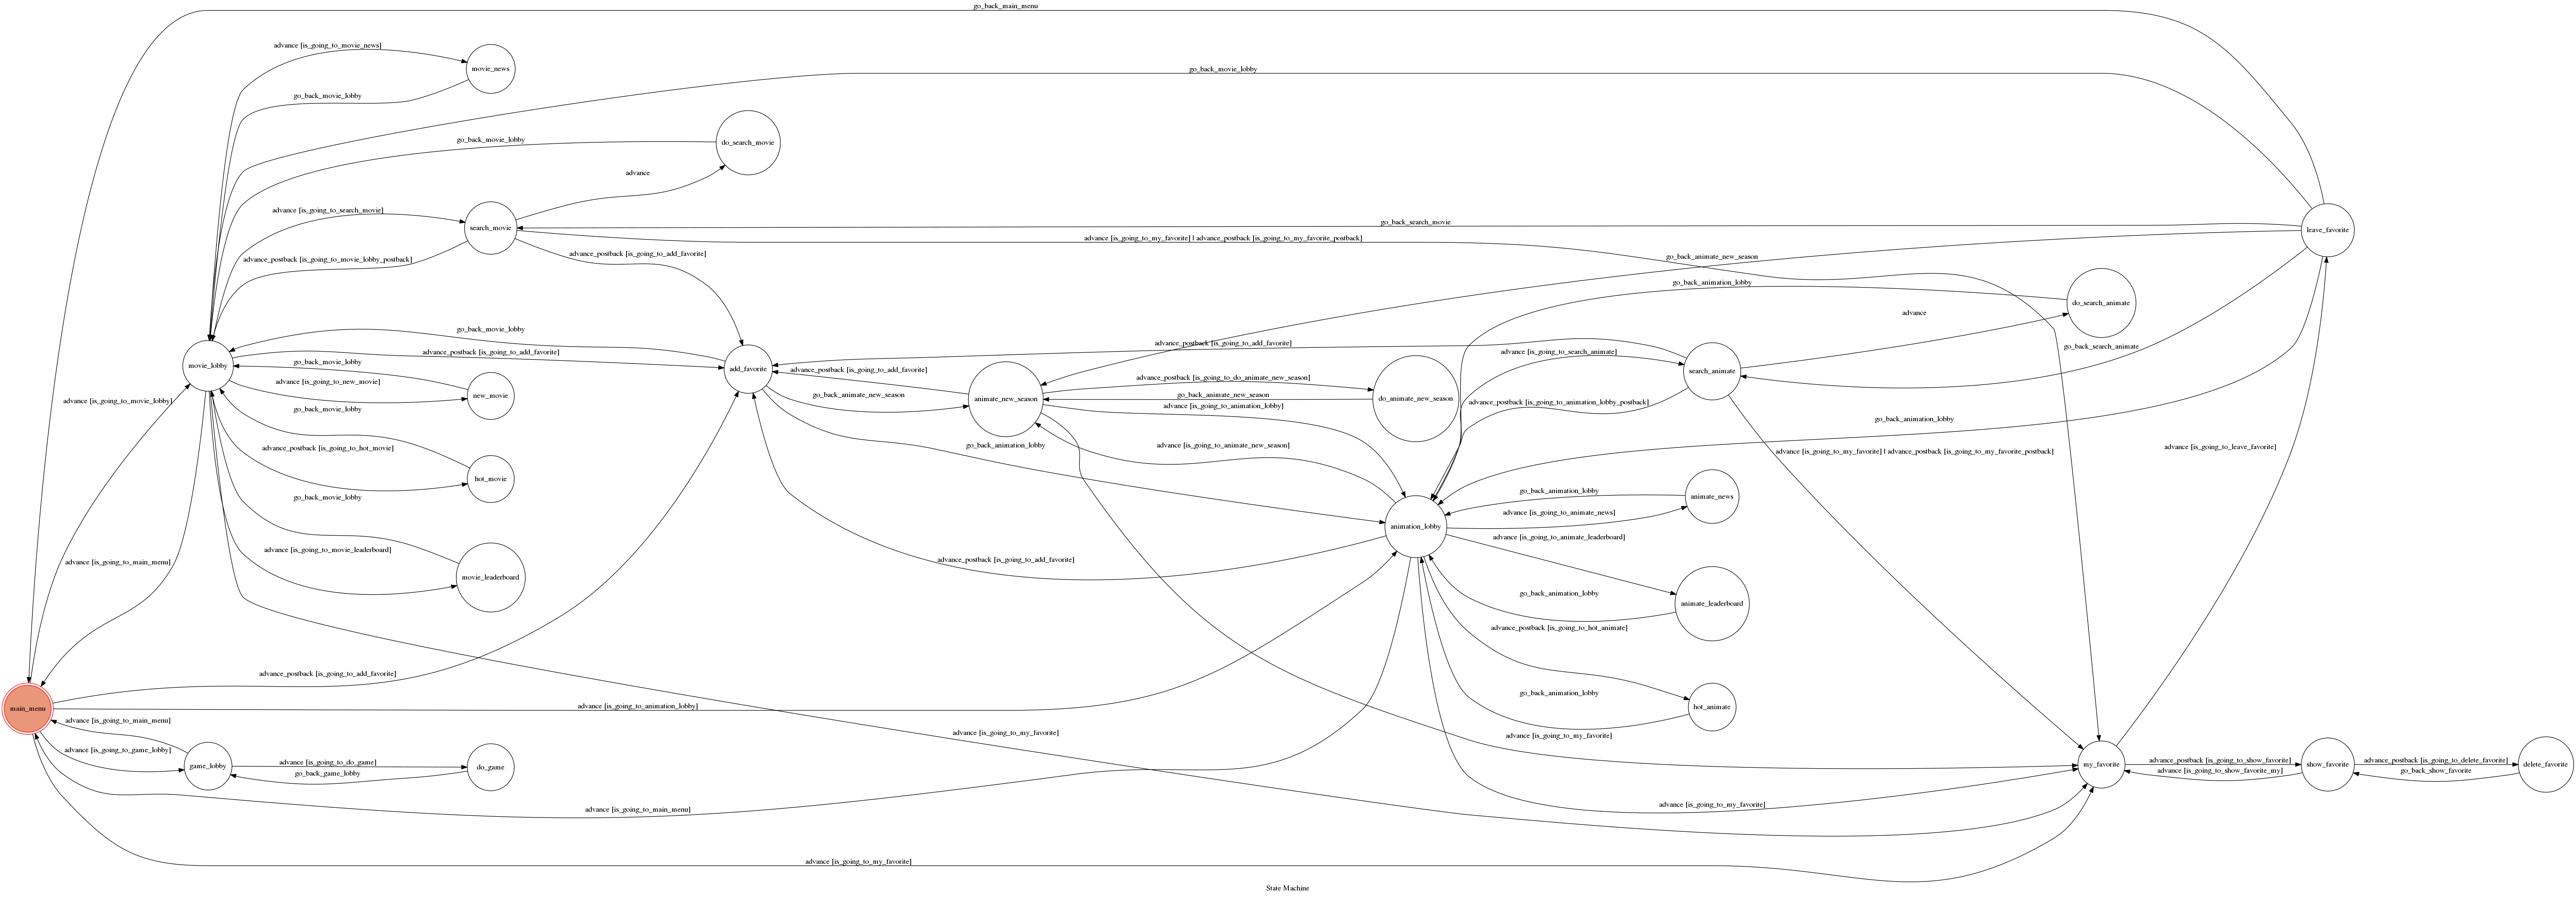 go_back_main_menu
advance [is_going_to_movie_news]
movie_news
go_back_movie_lobby
go_back_movie_lobby
go_back_movie_lobby
do_search_movie
advance
advance [is_going_to_search_movie]
search_movie
go_back_search_movie
leave_favorite
advance [is_going_to_my_favorite] | advance_postback [is_going_to_my_favorite_postback]
advance_postback [is_going_to_movie_lobby_postback]
advance_postback [is_going_to_add_favorite]
go_back_animate_new_season
go_back_animation_lobby
do_search_animate
advance
go_back_movie_lobby
advance_postback [is_going_to_add_favorite]
go_back_search_animate
advance_postback [is_going_to_add_favorite]
advance [is_going_to_search_animate]
movie_lobby
go_back_movie_lobby
add_favorite
advance_postback [is_going_to_add_favorite]
search_animate
advance [is_going_to_new_movie]
advance_postback [is_going_to_do_animate_new_season]
new_movie
go_back_animate_new_season
go_back_animate_new_season
animate_new_season
do_animate_new_season
advance [is_going_to_movie_lobby]
advance_postback [is_going_to_animation_lobby_postback]
go_back_movie_lobby
advance [is_going_to_animation_lobby]
go_back_animation_lobby
advance_postback [is_going_to_hot_movie]
go_back_animation_lobby
advance [is_going_to_animate_new_season]
advance [is_going_to_my_favorite] | advance_postback [is_going_to_my_favorite_postback]
advance [is_going_to_leave_favorite]
hot_movie
go_back_movie_lobby
go_back_animation_lobby
animate_news
advance [is_going_to_animate_news]
animation_lobby
advance [is_going_to_animate_leaderboard]
advance [is_going_to_movie_leaderboard]
advance [is_going_to_main_menu]
advance_postback [is_going_to_add_favorite]
movie_leaderboard
go_back_animation_lobby
animate_leaderboard
advance_postback [is_going_to_hot_animate]
advance_postback [is_going_to_add_favorite]
go_back_animation_lobby
main_menu
advance [is_going_to_animation_lobby]
hot_animate
advance [is_going_to_main_menu]
advance [is_going_to_my_favorite]
advance [is_going_to_my_favorite]
advance [is_going_to_game_lobby]
game_lobby
advance [is_going_to_do_game]
go_back_game_lobby
do_game
my_favorite
advance_postback [is_going_to_show_favorite]
advance [is_going_to_show_favorite_my]
show_favorite
advance_postback [is_going_to_delete_favorite]
go_back_show_favorite
delete_favorite
advance [is_going_to_main_menu]
advance [is_going_to_my_favorite]
advance [is_going_to_my_favorite]
State Machine